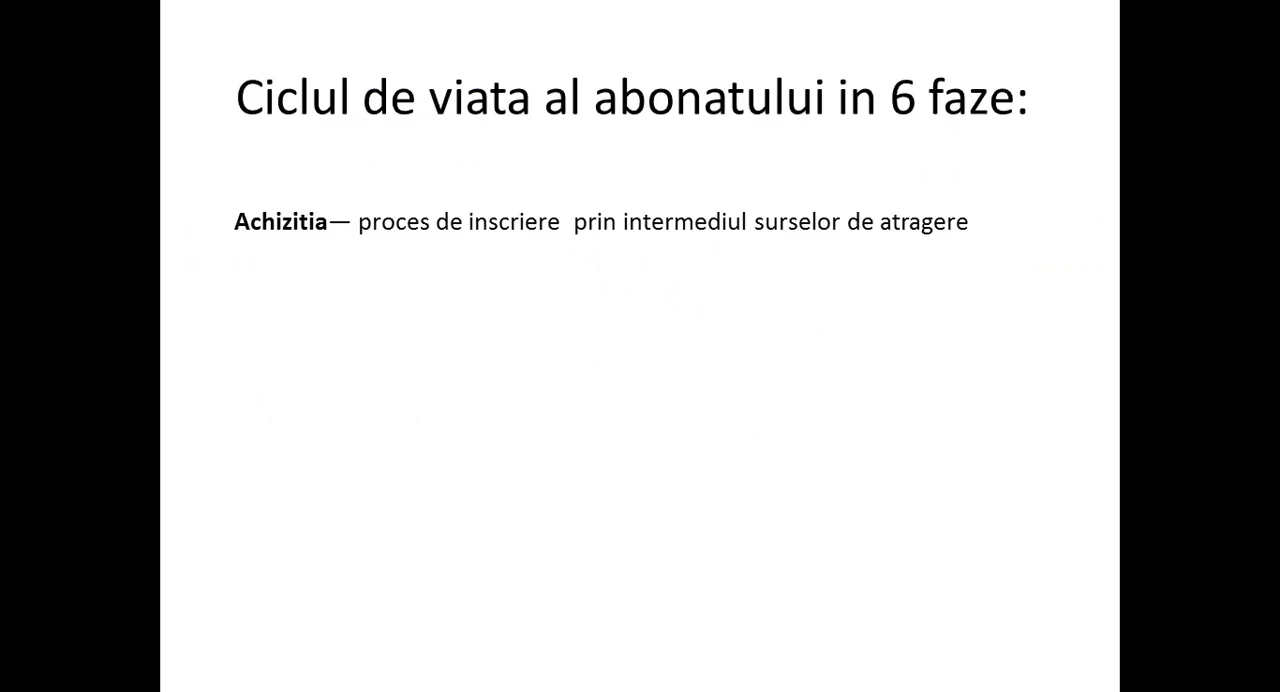 Ciclul de viata al abonatului in 6 faze:
Achizitia— proces de inscriere  prin intermediul surselor de atragere